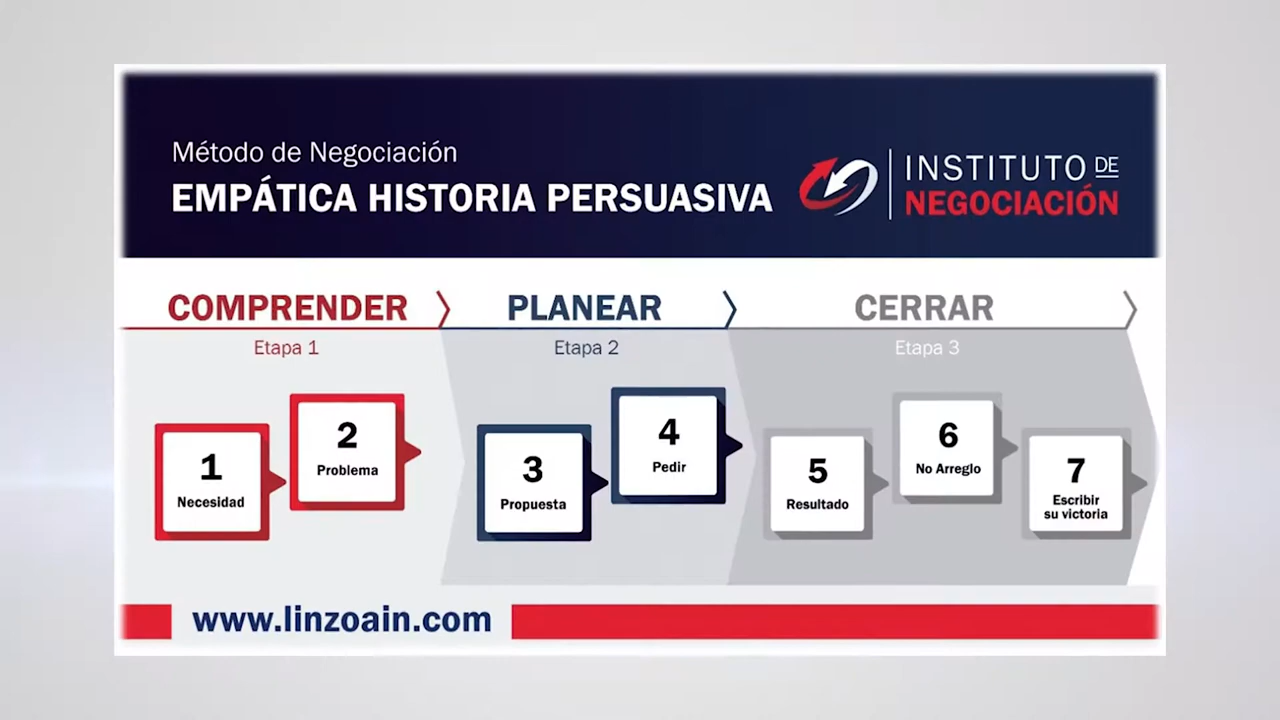 Método de Negociación
EMPÁTICA HISTORIA PERSUASIVA
INSTITUTO DE
NEGOCIACIÓN
COMPRENDER
Etapa 1
PLANEAR
Etapa 2
CERRAR
Etapa 3
1
Necesidad
2
Problema
3
Propuesta
4
Pedir
5
Resultado
6
No Arreglo
7
Escribir
su victoria
www.linzoain.com